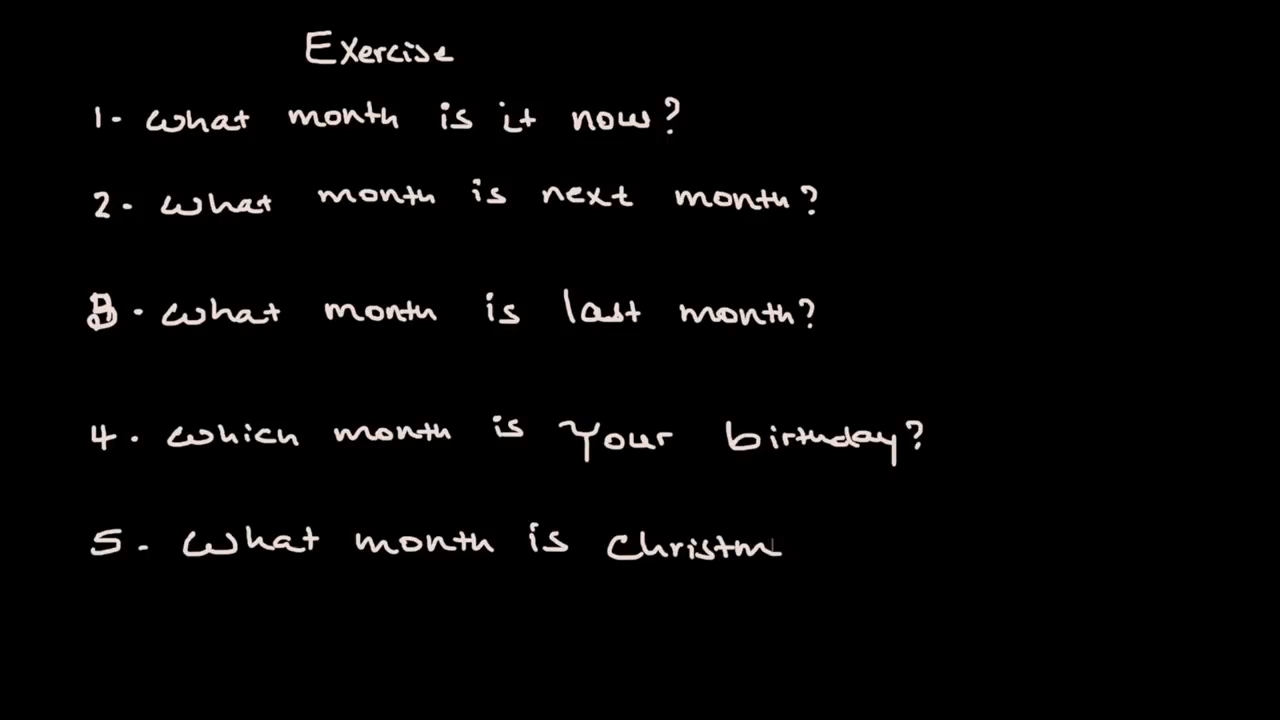 Exercise
1. What month is it now?
2. What month is next month?
3. What month is last month?
4. Which month is Your birthday?
5. What month is Christm